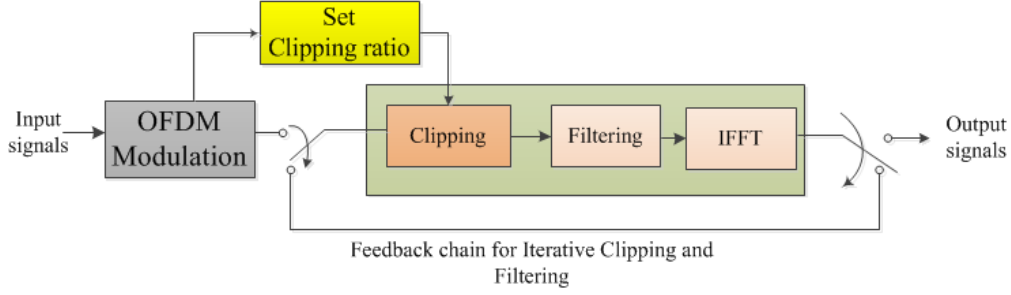 Set
Clipping ratio
Input
signals
OFDM
Modulation
Clipping
Filtering
IFFT
Output
signals
Feedback chain for Iterative Clipping and
Filtering